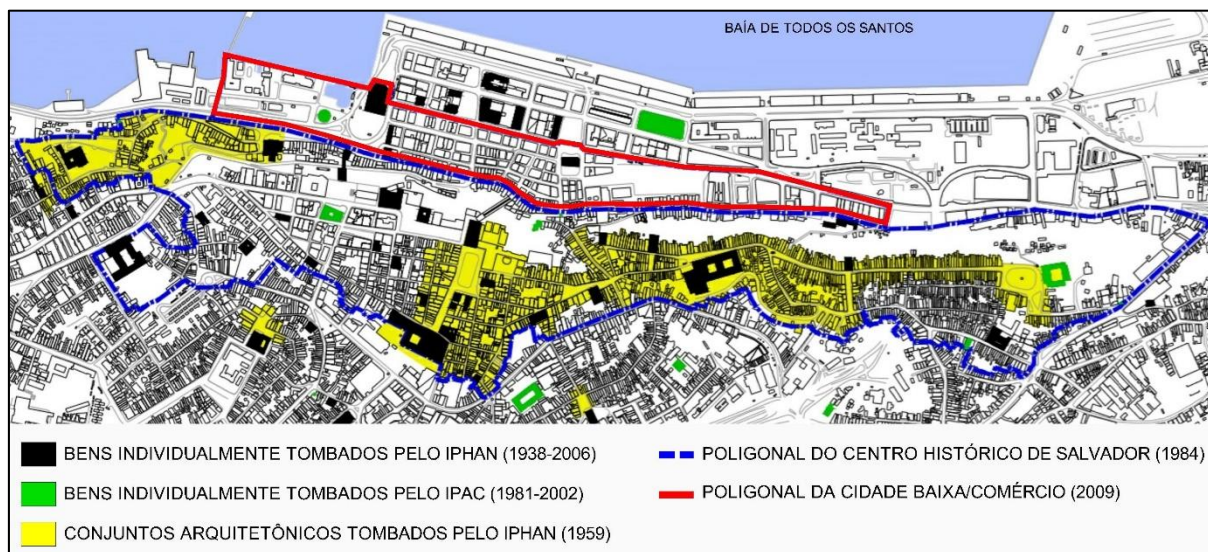 BAÍA DE TODOS OS SANTOS
BENS INDIVIDUALMENTE TOMBADOS PELO IPHAN (1938-2006)
BENS INDIVIDUALMENTE TOMBADOS PELO IPAC (1981-2002)
CONJUNTOS ARQUITETÔNICOS TOMBADOS PELO IPHAN (1959)
POLIGONAL DO CENTRO HISTÓRICO DE SALVADOR (1984)
POLIGONAL DA CIDADE BAIXA/COMÉRCIO (2009)